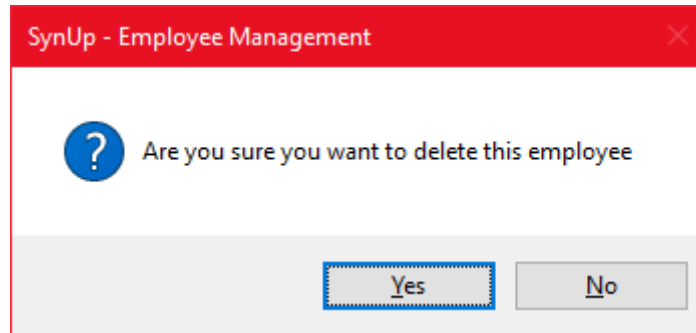 SynUp - Employee Management
Are you sure you want to delete this employee
Yes
No